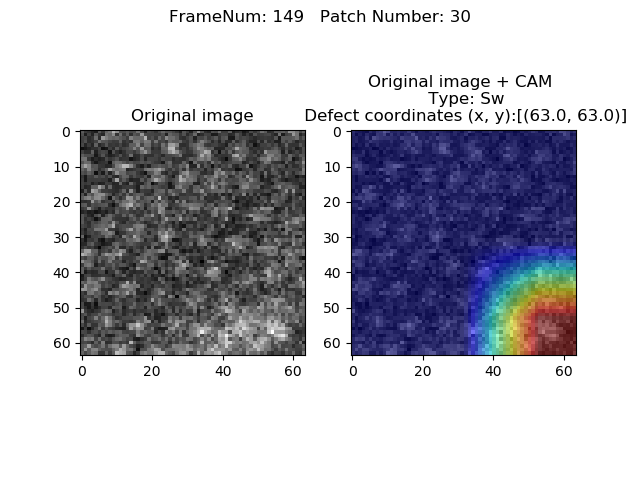 FrameNum: 149   Patch Number: 30
Original image + CAM
Type: Sw
Original image
Defect coordinates (x, y):[(63.0, 63.0)]
0
10
20
30
40
50
60
0 20 40 60
0
10
20
30
40
50
60
0 20 40 60